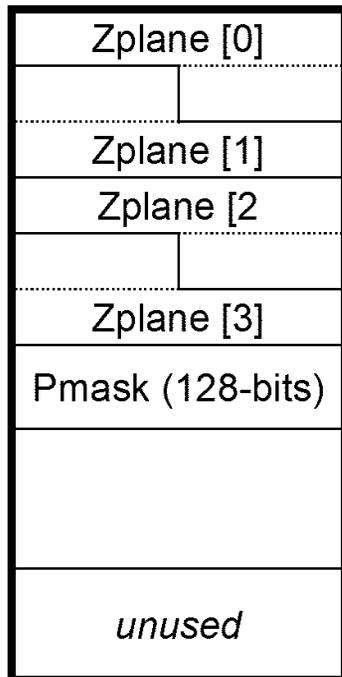 Zplane [0]
Zplane [1]
Zplane [2
Zplane [3]
Pmask (128-bits)
unused